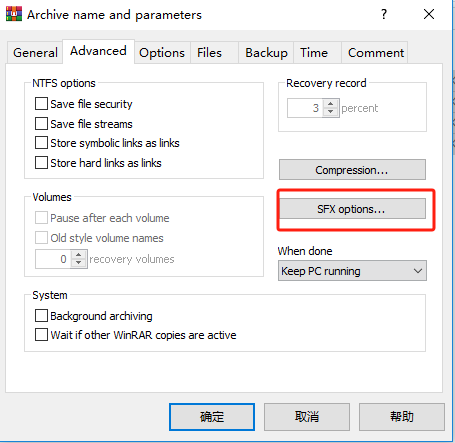 Archive name and parameters
?
General Advanced Options Files Backup Time Comment
NTFS options
Save file security
Save file streams
Store symbolic links as links
Store hard links as links
Recovery record
3 percent
Compression...
SFX options...
Volumes
Pause after each volume
Old style volume names
0 recovery volumes
When done
Keep PC running
System
Background archiving
Wait if other WinRAR copies are active
确定 取消 帮助